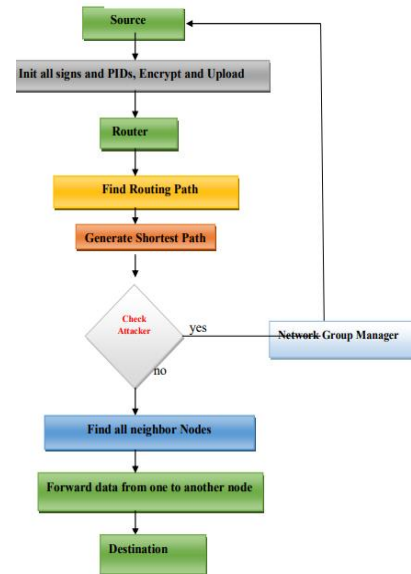 Source
Init all signs and PIDs, Encrypt and Upload
Router
Find Routing Path
Generate Shortest Path
Check
Attacker
yes
Network Group Manager
no
Find all neighbor Nodes
Forward data from one to another node
Destination